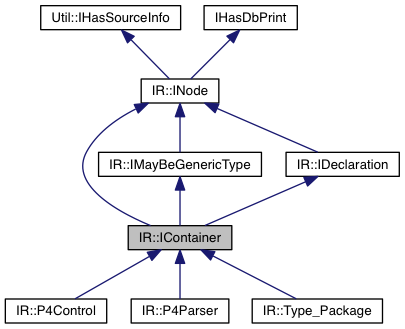 Util::IHasSourceInfo
IHasDbPrint
IR::INode
IR::IMayBeGenericType
IR::IDeclaration
IR::IContainer
IR::P4Control
IR::P4Parser
IR::Type_Package